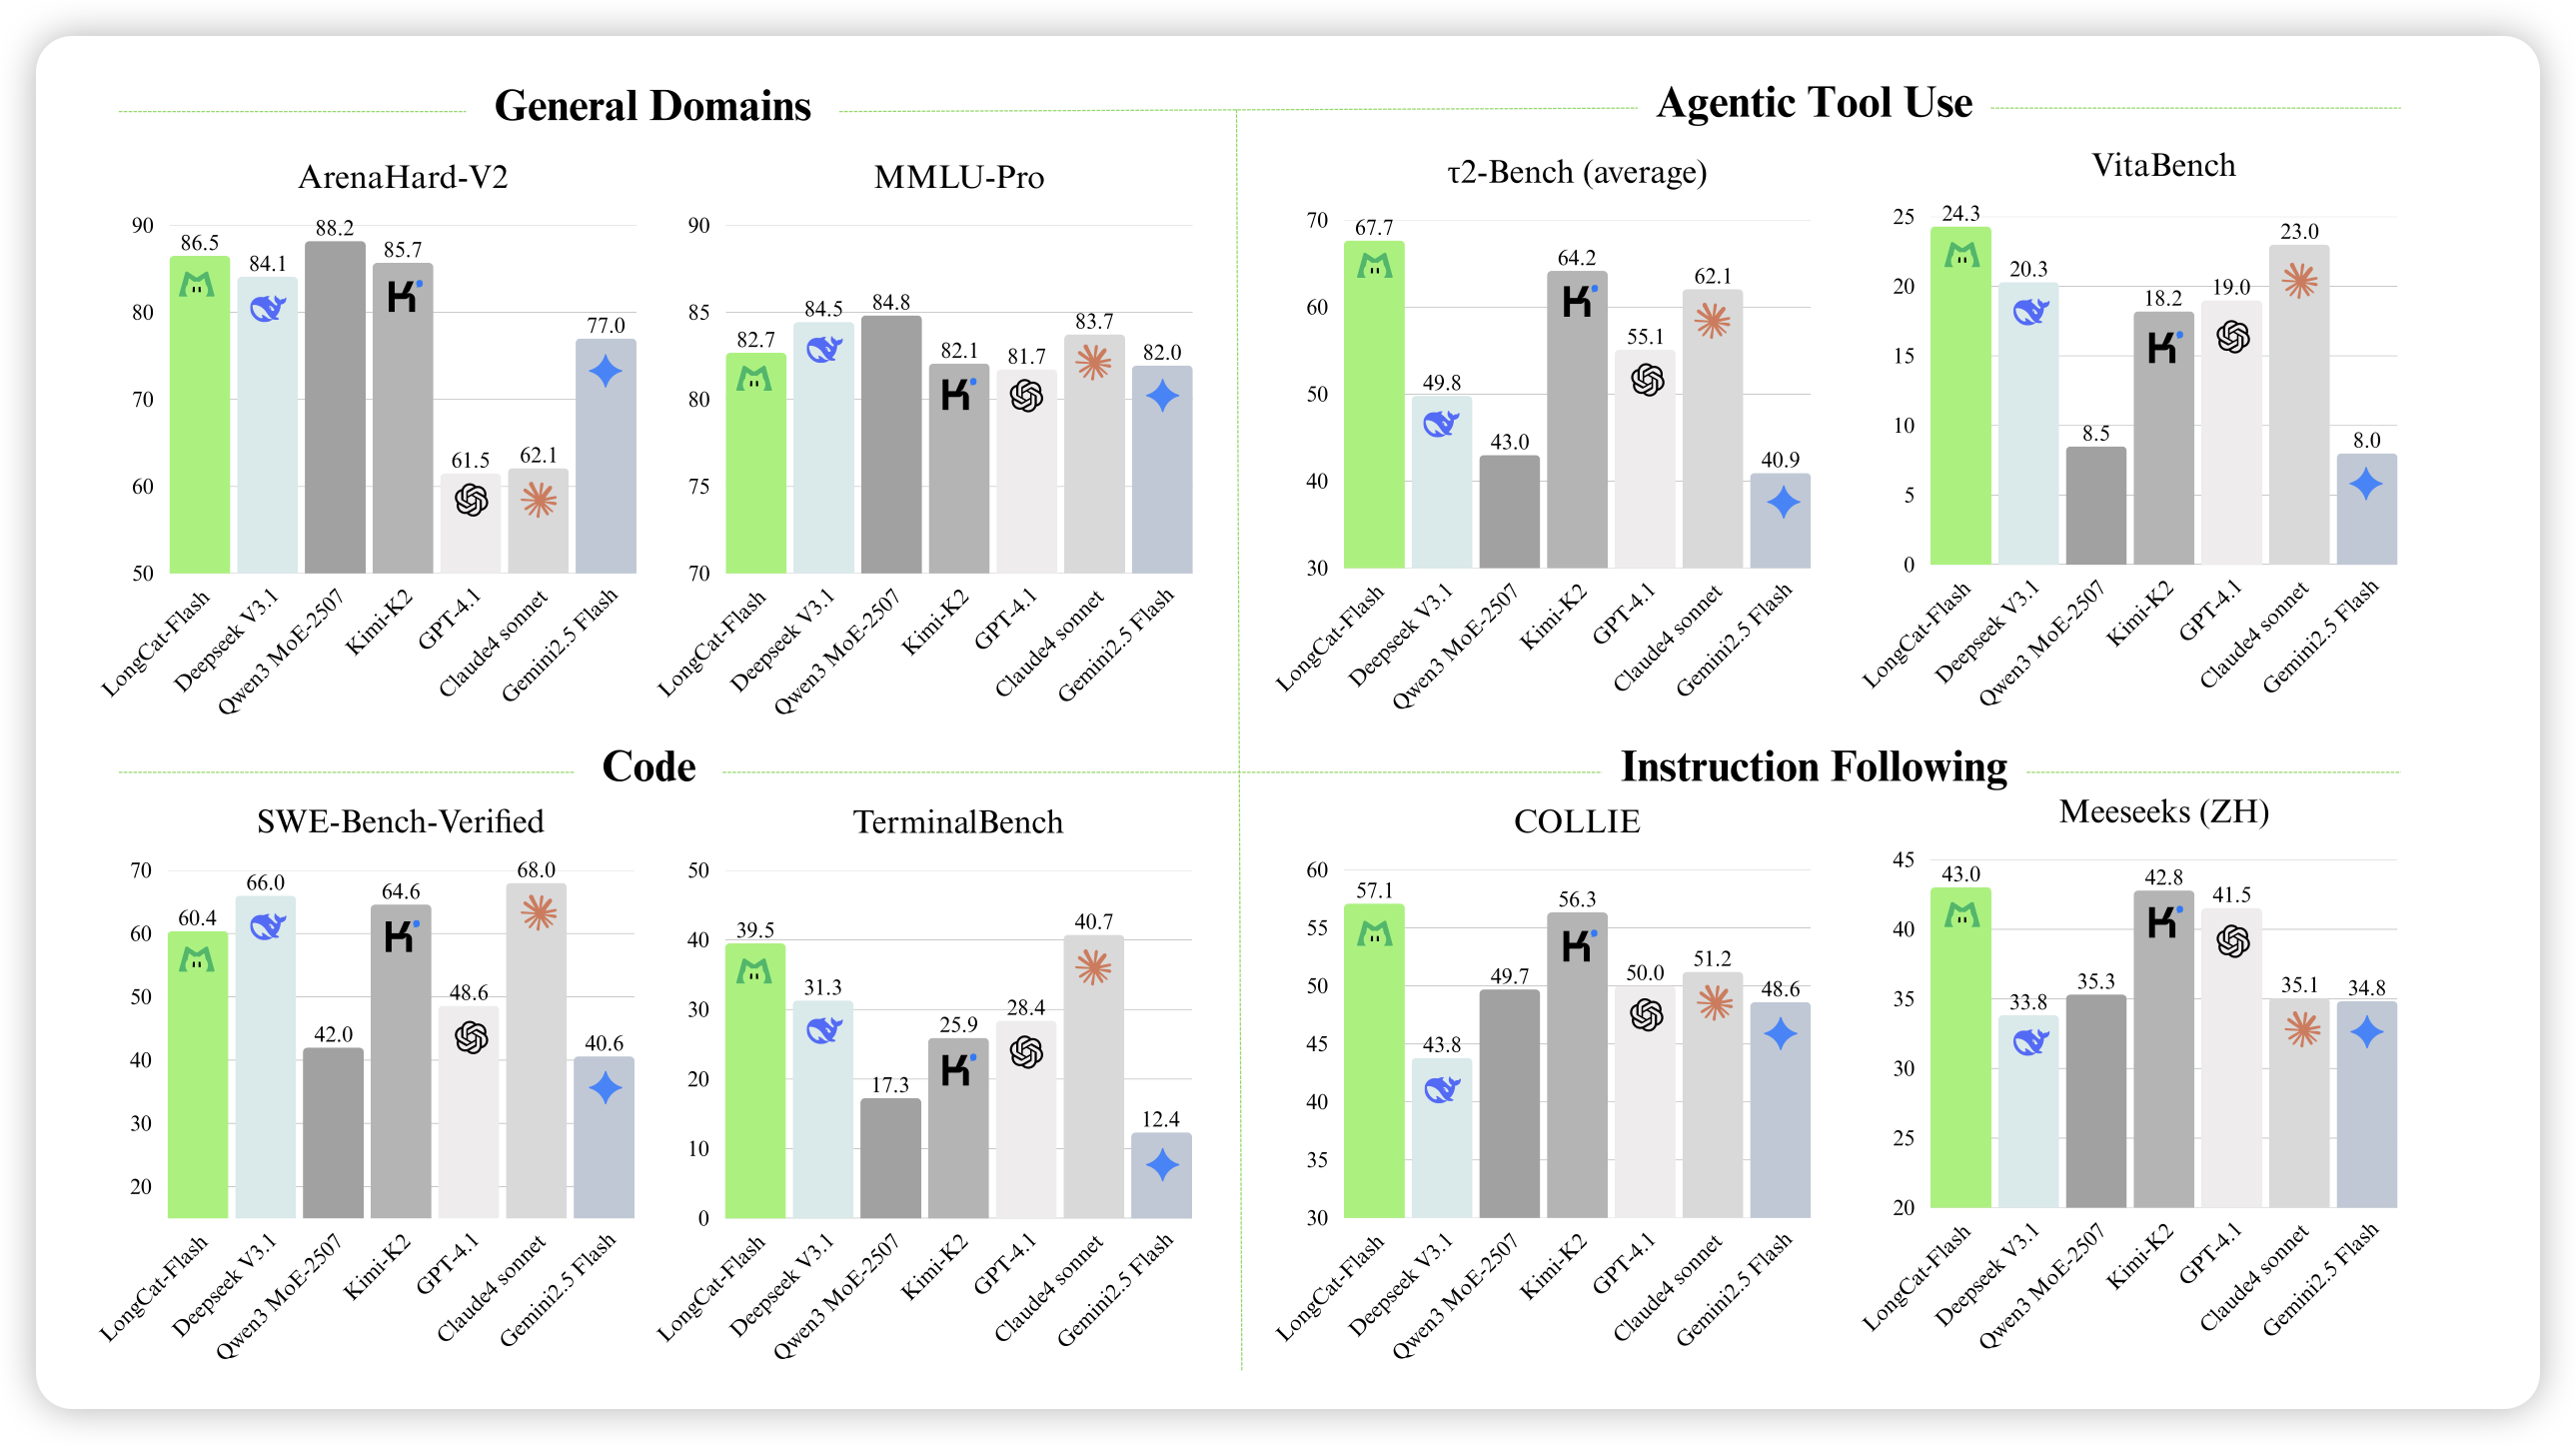 General Domains
ArenaHard-V2
90
80
70
60
50
86.5
84.1
88.2
85.7
61.5
62.1
77.0
LongCat-Flash
Deepseek V3.1
Qwen3 MoE-2507
Kimi-K2
GPT-4.1
Claude4 sonnet
Gemini2.5 Flash
MMLU-Pro
90
85
80
75
70
82.7
84.5
84.8
82.1
81.7
83.7
82.0
LongCat-Flash
Deepseek V3.1
Qwen3 MoE-2507
Kimi-K2
GPT-4.1
Claude4 sonnet
Gemini2.5 Flash
Agentic Tool Use
τ2-Bench (average)
70
60
50
40
30
67.7
49.8
43.0
64.2
55.1
62.1
40.9
LongCat-Flash
Deepseek V3.1
Qwen3 MoE-2507
Kimi-K2
GPT-4.1
Claude4 sonnet
Gemini2.5 Flash
VitaBench
25
20
15
10
5
0
24.3
20.3
8.5
18.2
19.0
23.0
8.0
LongCat-Flash
Deepseek V3.1
Qwen3 MoE-2507
Kimi-K2
GPT-4.1
Claude4 sonnet
Gemini2.5 Flash
Code
SWE-Bench-Verified
70
60
50
40
30
20
60.4
66.0
42.0
64.6
48.6
68.0
40.6
LongCat-Flash
Deepseek V3.1
Qwen3 MoE-2507
Kimi-K2
GPT-4.1
Claude4 sonnet
Gemini2.5 Flash
TerminalBench
50
40
30
20
10
0
39.5
31.3
17.3
25.9
28.4
40.7
12.4
LongCat-Flash
Deepseek V3.1
Qwen3 MoE-2507
Kimi-K2
GPT-4.1
Claude4 sonnet
Gemini2.5 Flash
Instruction Following
COLLIE
60
55
50
45
40
35
30
57.1
43.8
49.7
56.3
50.0
51.2
48.6
LongCat-Flash
Deepseek V3.1
Qwen3 MoE-2507
Kimi-K2
GPT-4.1
Claude4 sonnet
Gemini2.5 Flash
Meeseeks (ZH)
45
40
35
30
25
20
43.0
33.8
35.3
42.8
41.5
35.1
34.8
LongCat-Flash
Deepseek V3.1
Qwen3 MoE-2507
Kimi-K2
GPT-4.1
Claude4 sonnet
Gemini2.5 Flash